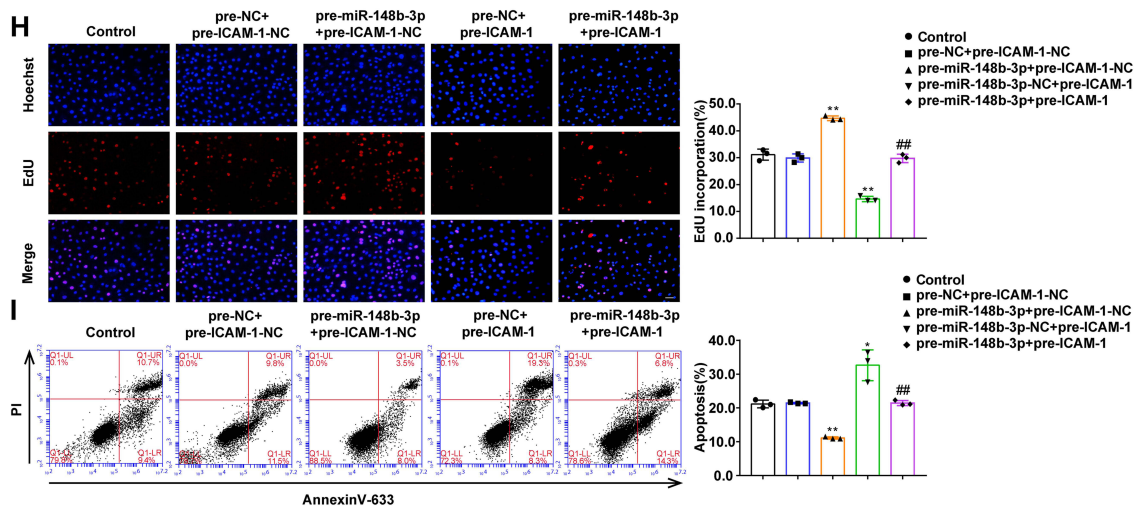 H
Control
pre-NC+
pre-ICAM-1-NC
pre-miR-148b-3p
+pre-ICAM-1-NC
pre-NC+
pre-ICAM-1
pre-miR-148b-3p
+pre-ICAM-1
Hoechst
EdU
Merge
Control
pre-NC+pre-ICAM-1-NC
pre-miR-148b-3p+pre-ICAM-1-NC
pre-miR-148b-3p-NC+pre-ICAM-1
pre-miR-148b-3p+pre-ICAM-1
EdU incorporation(%)
50.0
40.0
30.0
20.0
10.0
0.0
**
**
##
I
Control
pre-NC+
pre-ICAM-1-NC
pre-miR-148b-3p
+pre-ICAM-1-NC
pre-NC+
pre-ICAM-1
pre-miR-148b-3p
+pre-ICAM-1
PI
Q1-UL
0.1%
Q1-UR
10.7%
Q1-LR
9.4%
Q1-UL
0.0%
Q1-UR
9.8%
Q1-LR
11.5%
Q1-UL
0.0%
Q1-UR
3.5%
Q1-LL
88.5%
Q1-LR
8.0%
Q1-UL
0.1%
Q1-UR
19.3%
Q1-LL
72.3%
Q1-LR
8.3%
Q1-UL
0.3%
Q1-UR
6.8%
Q1-LL
78.6%
Q1-LR
14.3%
AnnexinV-633
Control
pre-NC+pre-ICAM-1-NC
pre-miR-148b-3p+pre-ICAM-1-NC
pre-miR-148b-3p-NC+pre-ICAM-1
pre-miR-148b-3p+pre-ICAM-1
Apoptosis(%)
40.0
30.0
20.0
10.0
0.0
**
*
##